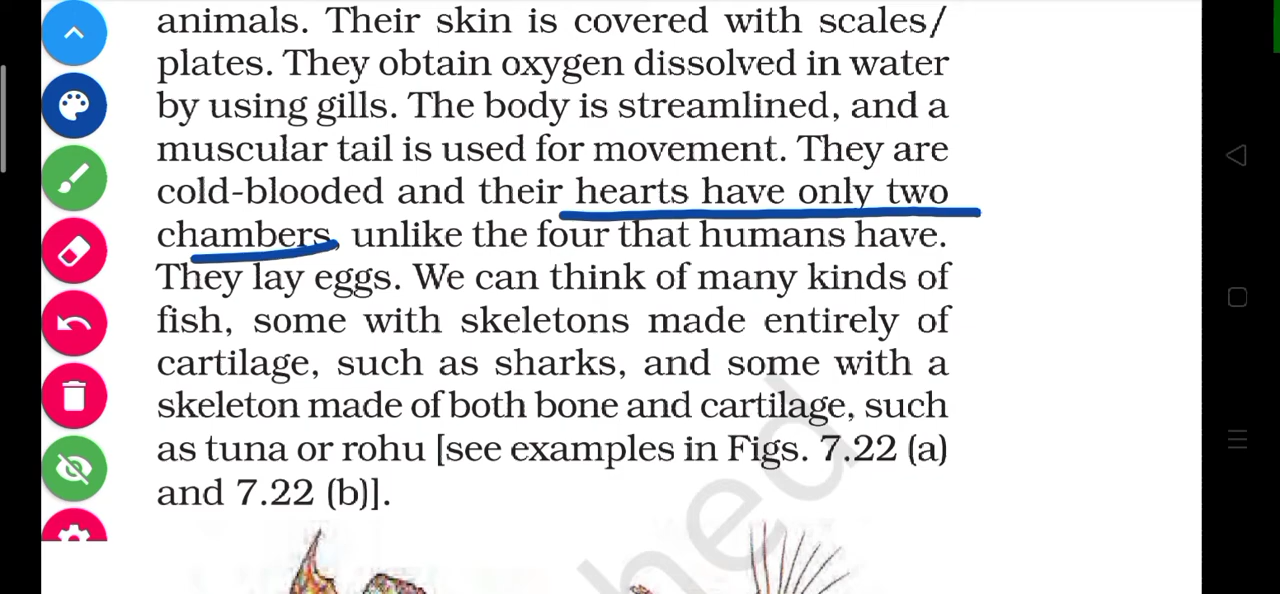 animals. Their skin is covered with scales/
plates. They obtain oxygen dissolved in water
by using gills. The body is streamlined, and a
muscular tail is used for movement. They are
cold-blooded and their hearts have only two
chambers, unlike the four that humans have.
They lay eggs. We can think of many kinds of
fish, some with skeletons made entirely of
cartilage, such as sharks, and some with a
skeleton made of both bone and cartilage, such
as tuna or rohu [see examples in Figs. 7.22 (a)
and 7.22 (b)].
hed